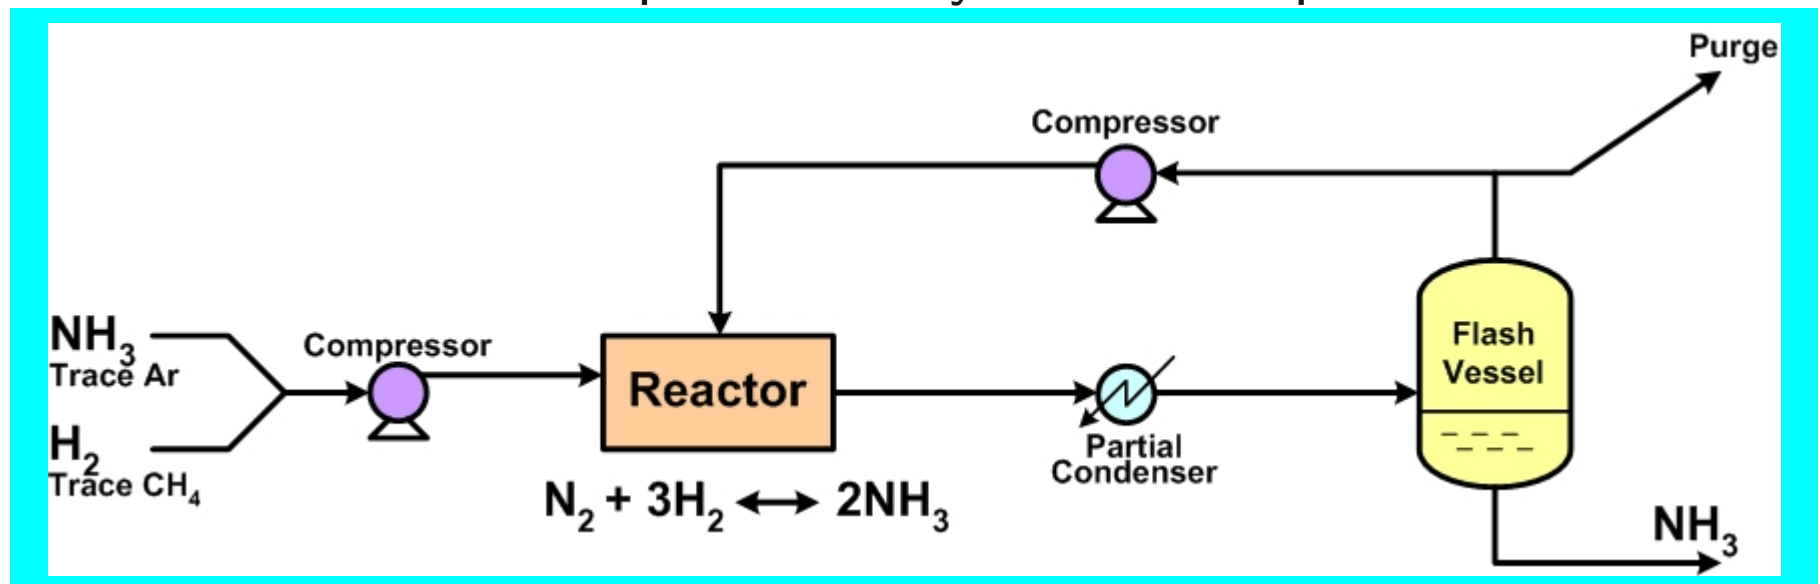 Purge
Compressor
NH₃
Trace Ar
Compressor
H₂
Trace CH₄
Reactor
N₂ + 3H₂ ↔ 2NH₃
Partial
Condenser
Flash
Vessel
NH₃